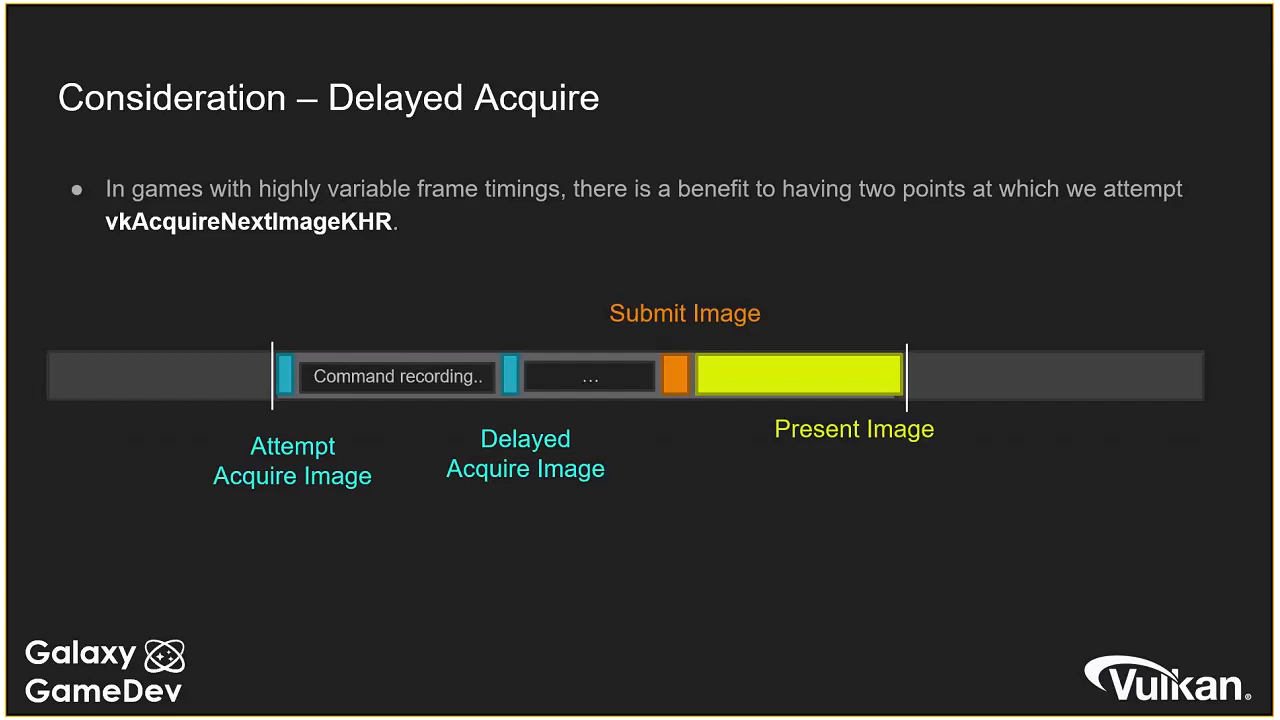 Consideration – Delayed Acquire
● In games with highly variable frame timings, there is a benefit to having two points at which we attempt
vkAcquireNextImageKHR.
Submit Image
Command recording..
...
Attempt
Acquire Image
Delayed
Acquire Image
Present Image
Galaxy
GameDev
Vulkan®